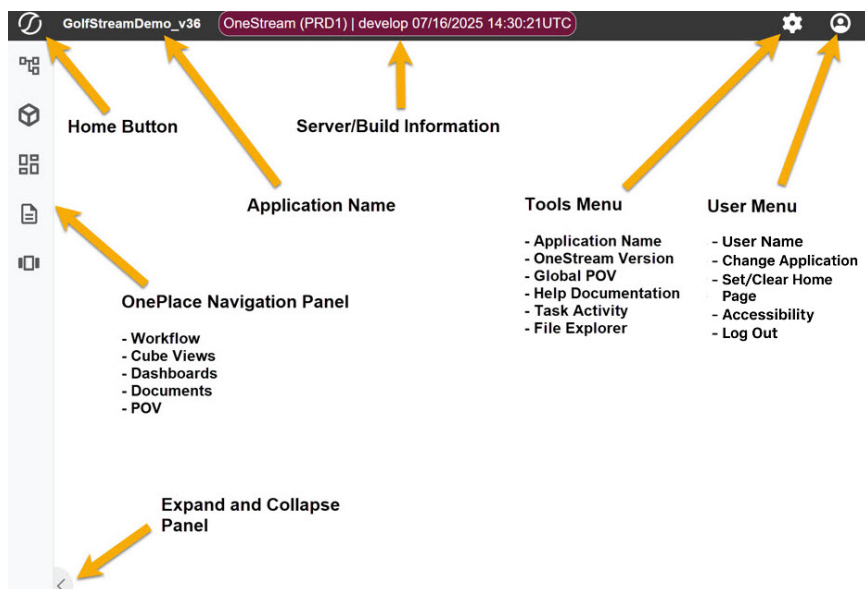 GolfStreamDemo_v36
OneStream (PRD1) | develop 07/16/2025 14:30:21UTC
Home Button
Server/Build Information
Application Name
Tools Menu
- Application Name
- OneStream Version
- Global POV
- Help Documentation
- Task Activity
- File Explorer
User Menu
- User Name
- Change Application
- Set/Clear Home
Page
- Accessibility
- Log Out
OnePlace Navigation Panel
- Workflow
- Cube Views
- Dashboards
- Documents
- POV
Expand and Collapse
Panel